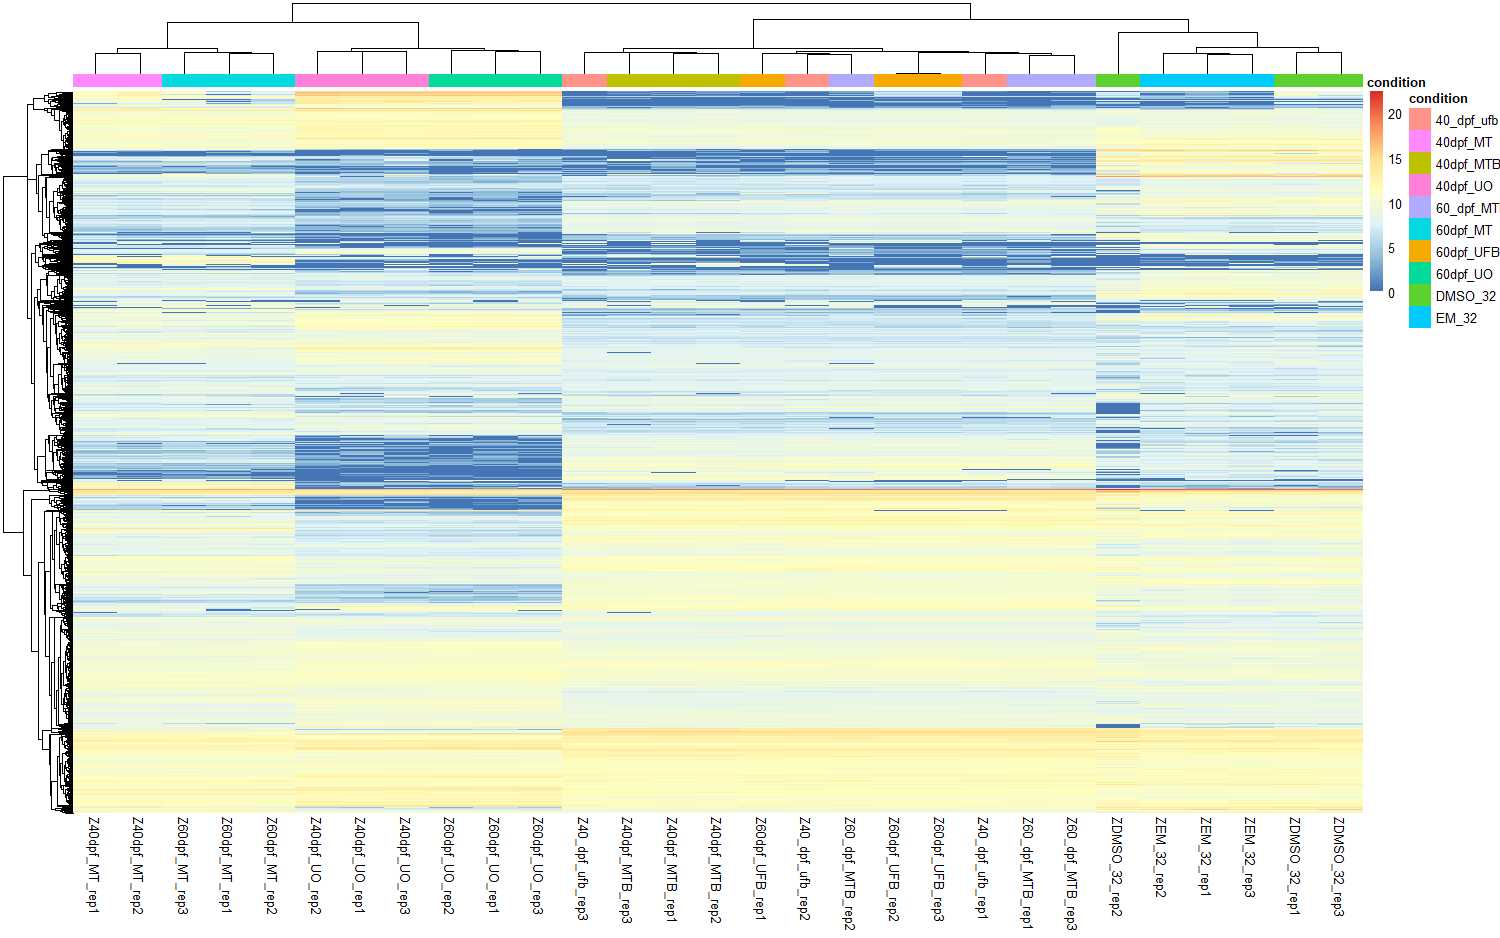 condition
condition
20
15
10
5
0
40_dpf_ufb
40dpf_MT
40dpf_MTB
40dpf_UO
60_dpf_MT
60dpf_MT
60dpf_UFB
60dpf_UO
DMSO_32
EM_32
Z40dpf_MT_rep1
Z40dpf_MT_rep2
Z60dpf_MT_rep3
Z60dpf_MT_rep1
Z60dpf_MT_rep2
Z40dpf_UO_rep2
Z40dpf_UO_rep1
Z40dpf_UO_rep3
Z60dpf_UO_rep2
Z60dpf_UO_rep1
Z60dpf_UO_rep3
Z40_dpf_ufb_rep3
Z40dpf_MTB_rep3
Z40dpf_MTB_rep1
Z40dpf_MTB_rep2
Z60dpf_UFB_rep1
Z40_dpf_ufb_rep2
Z60_dpf_MTB_rep2
Z60dpf_UFB_rep2
Z60dpf_UFB_rep3
Z40_dpf_ufb_rep1
Z60_dpf_MTB_rep1
Z60_dpf_MTB_rep3
ZDMSO_32_rep2
ZEM_32_rep2
ZEM_32_rep1
ZEM_32_rep3
ZDMSO_32_rep1
ZDMSO_32_rep3